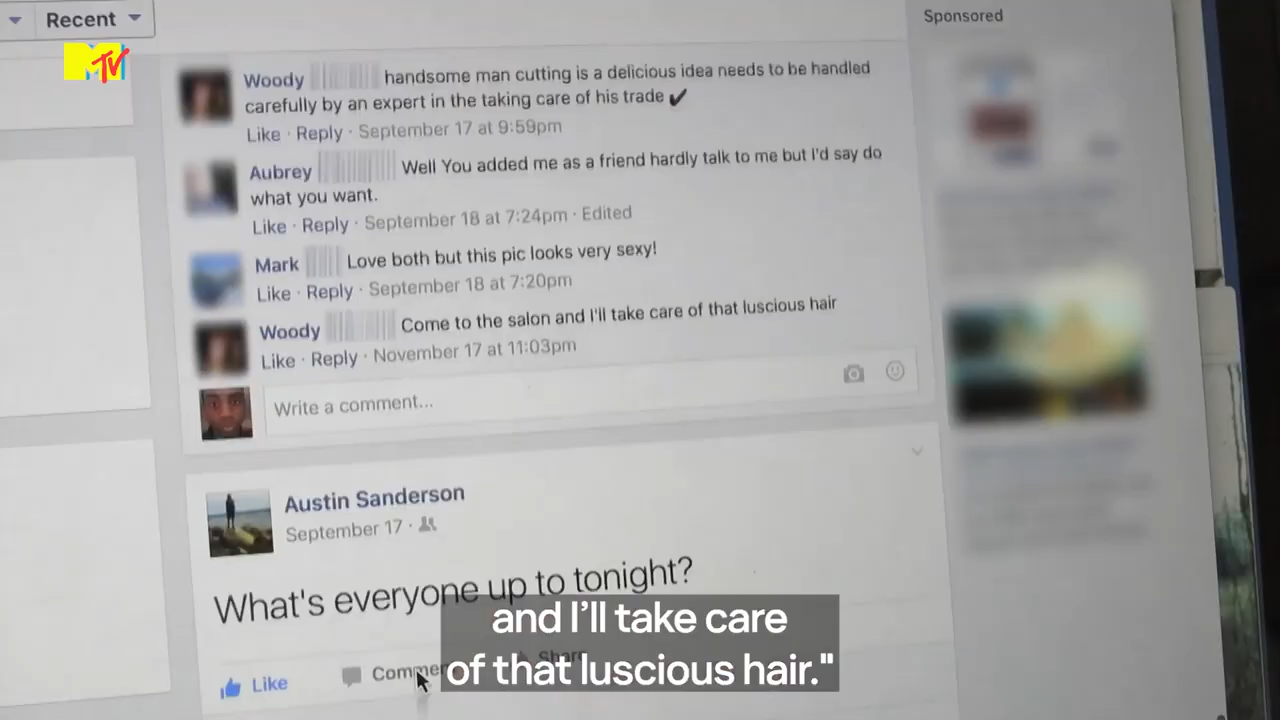 Recent
Sponsored
MTV
Woody handsome man cutting is a delicious idea needs to be handled
carefully by an expert in the taking care of his trade ✔
Like · Reply · September 17 at 9:59pm
Aubrey Well You added me as a friend hardly talk to me but I'd say do
what you want.
Like · Reply · September 18 at 7:24pm · Edited
Mark Love both but this pic looks very sexy!
Like · Reply · September 18 at 7:20pm
Woody Come to the salon and I'll take care of that luscious hair
Like · Reply · November 17 at 11:03pm
Write a comment...
Austin Sanderson
September 17 ·
What's everyone up to tonight?
Like Comment Share
and I'll take care
of that luscious hair."